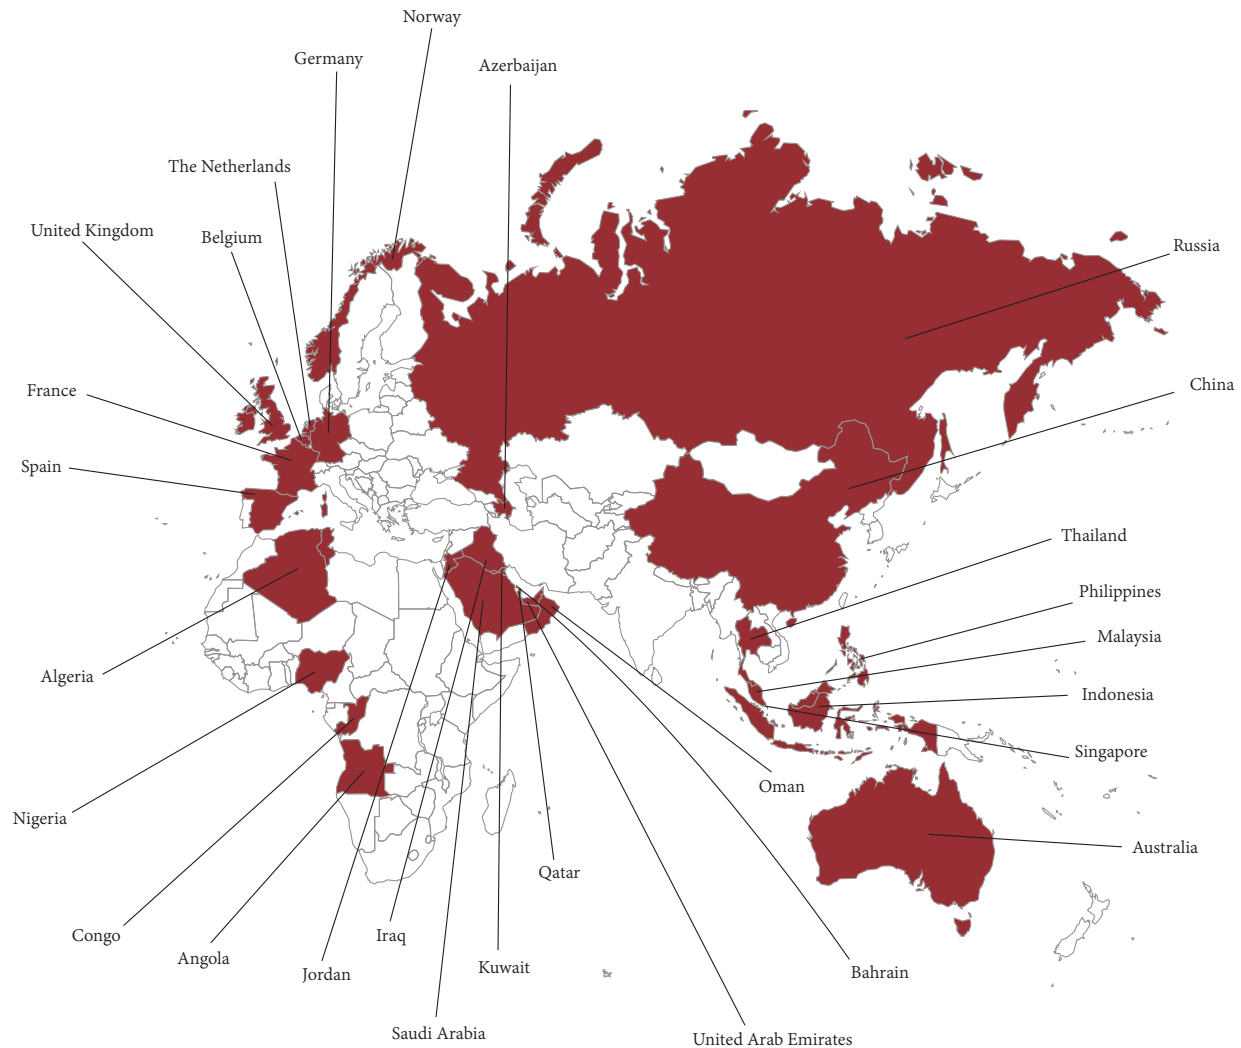 Norway
Germany
Azerbaijan
The Netherlands
United Kingdom
Belgium
Russia
France
China
Spain
Thailand
Philippines
Malaysia
Algeria
Indonesia
Singapore
Oman
Nigeria
Australia
Qatar
Congo
Iraq
Angola
Kuwait
Jordan
Bahrain
Saudi Arabia
United Arab Emirates